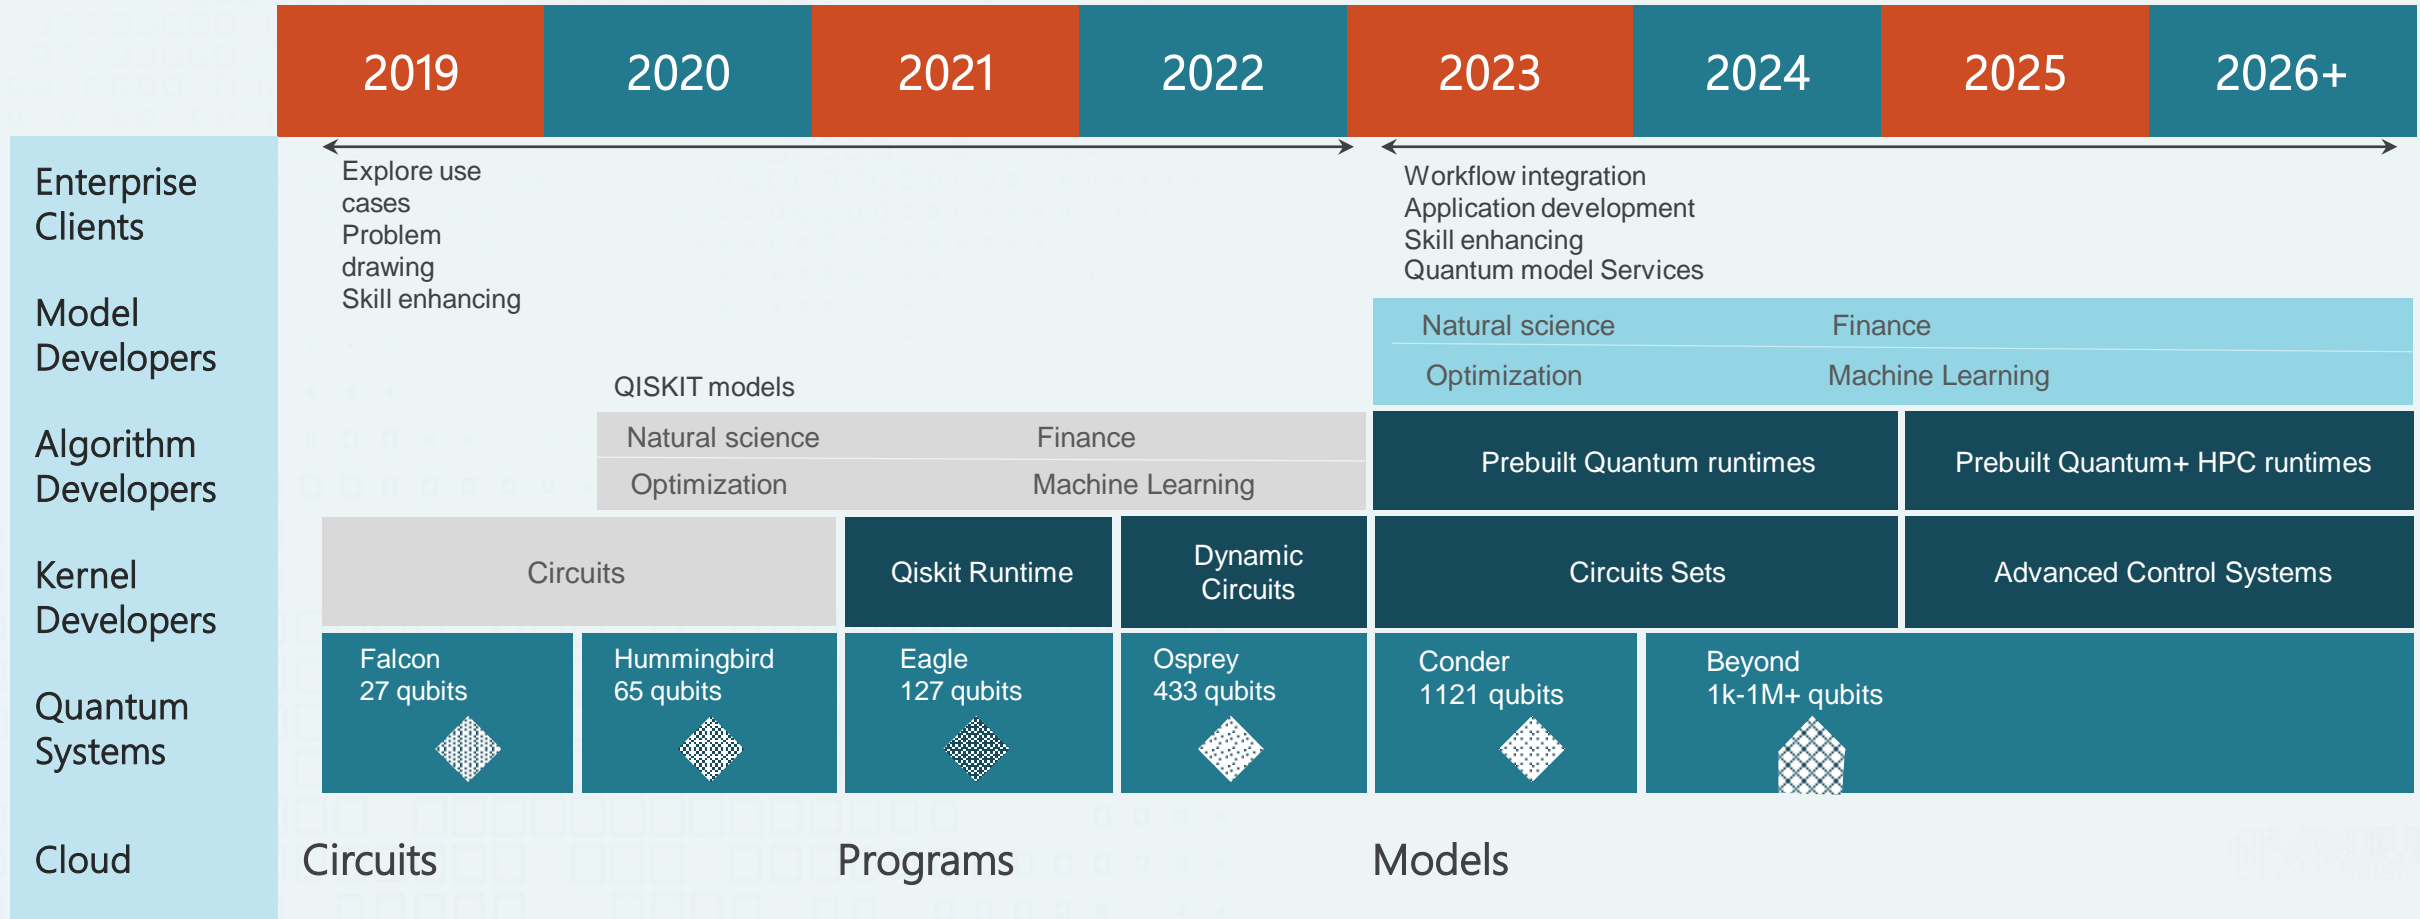 2019 2020 2021 2022 2023 2024 2025 2026+
Enterprise
Clients
Explore use
cases
Problem
drawing
Skill enhancing
Workflow integration
Application development
Skill enhancing
Quantum model Services
Model
Developers
Natural science Finance
Optimization Machine Learning
QISKIT models
Algorithm
Developers
Natural science Finance
Optimization Machine Learning
Prebuilt Quantum runtimes
Prebuilt Quantum+ HPC runtimes
Kernel
Developers
Circuits
Qiskit Runtime
Dynamic
Circuits
Circuits Sets
Advanced Control Systems
Quantum
Systems
Falcon
27 qubits
Hummingbird
65 qubits
Eagle
127 qubits
Osprey
433 qubits
Conder
1121 qubits
Beyond
1k-1M+ qubits
Cloud
Circuits
Programs
Models